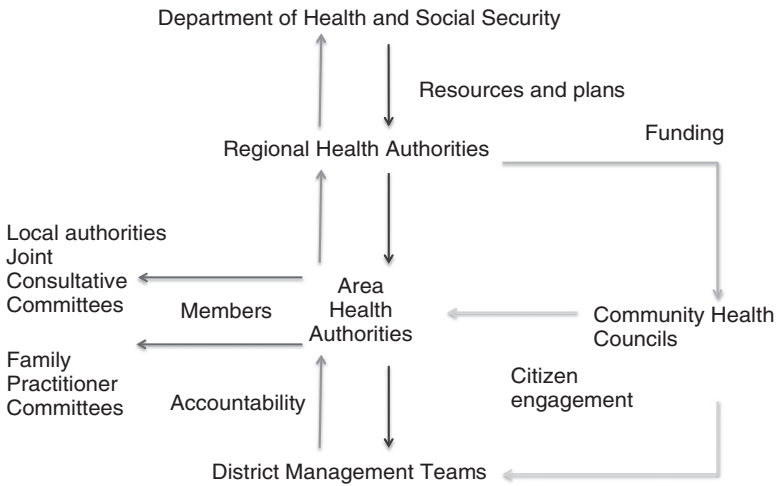 Department of Health and Social Security
Resources and plans
Funding
Regional Health Authorities
Local authorities
Joint
Consultative
Committees
Members
Area
Health
Authorities
Community Health
Councils
Family
Practitioner
Committees
Accountability
Citizen
engagement
District Management Teams